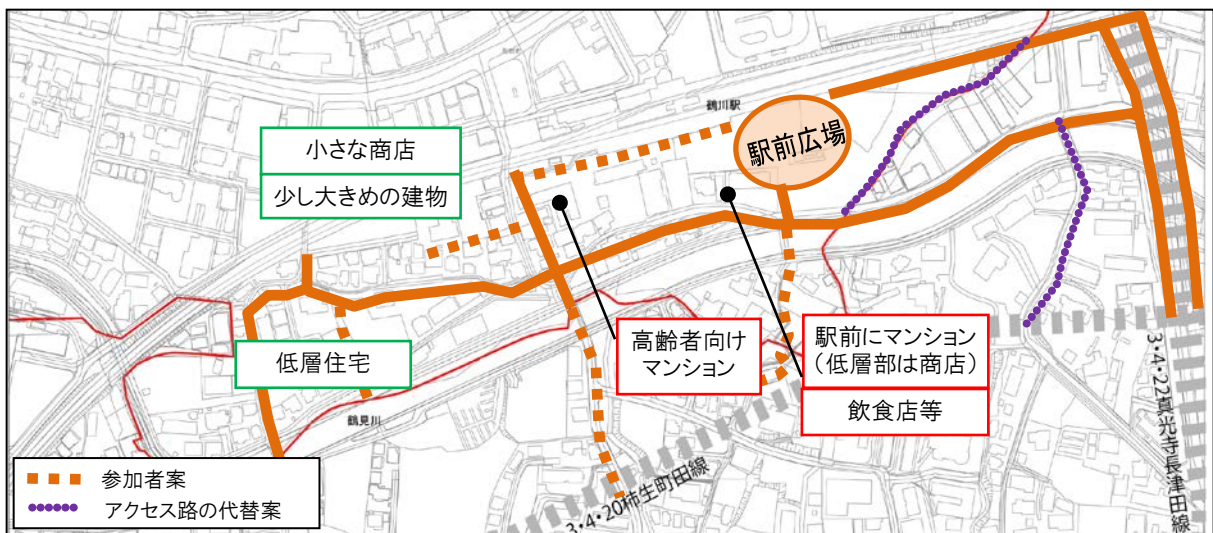 鶴川駅
駅前広場
小さな商店
少し大きめの建物
低層住宅
高齢者向け
マンション
駅前にマンション
(低層部は商店)
飲食店等
鶴見川
3・4・20柿生町田線
3・4・22真光寺長津田線
参加者案
アクセス路の代替案